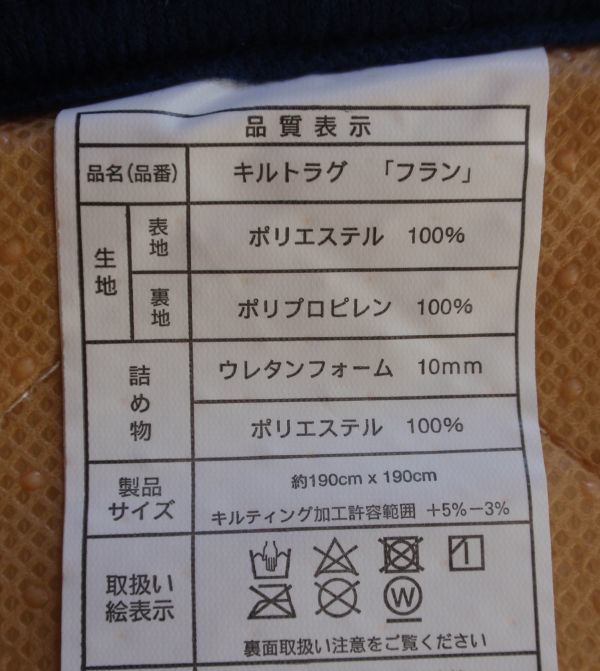 品質表示
品名(品番) キルトラグ 「フラン」
生地 表地 ポリエステル 100%
裏地 ポリプロピレン 100%
詰め物 ウレタンフォーム 10mm
ポリエステル 100%
製品サイズ 約190cm x 190cm
キルティング加工許容範囲 +5%-3%
取扱い絵表示
W
裏面取扱い注意をご覧ください